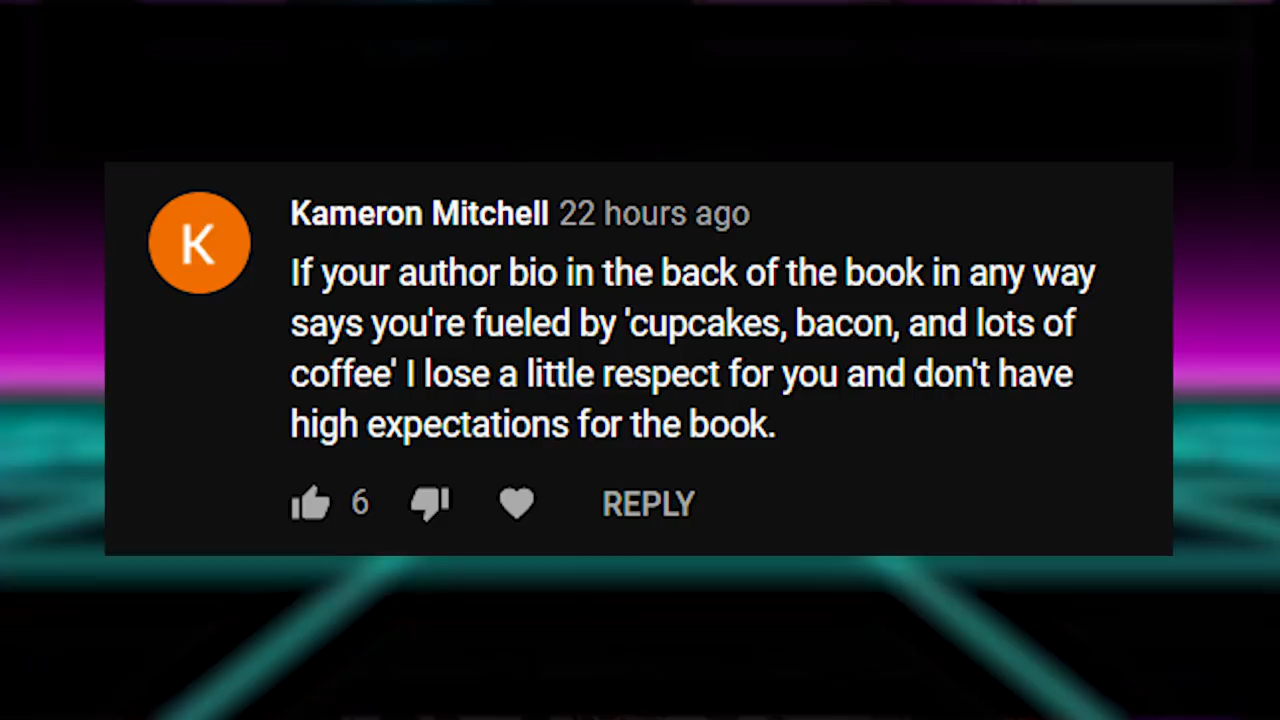 K
Kameron Mitchell 22 hours ago
If your author bio in the back of the book in any way
says you're fueled by 'cupcakes, bacon, and lots of
coffee' I lose a little respect for you and don't have
high expectations for the book.
6 REPLY